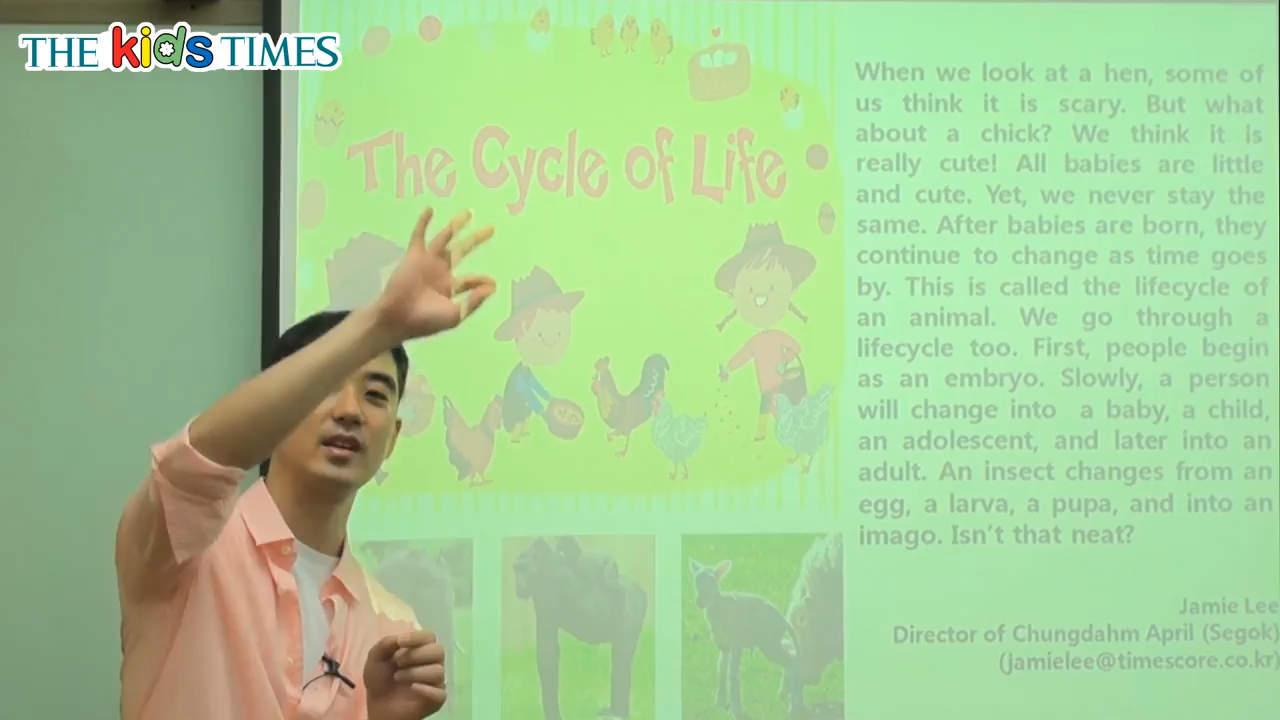 THE kids TIMES
The Cycle of Life
When we look at a hen, some of
us think it is scary. But what
about a chick? We think it is
really cute! All babies are little
and cute. Yet, we never stay the
same. After babies are born, they
continue to change as time goes
by. This is called the lifecycle of
an animal. We go through a
lifecycle too. First, people begin
as an embryo. Slowly, a person
will change into a baby, a child,
an adolescent, and later into an
adult. An insect changes from an
egg, a larva, a pupa, and into an
imago. Isn't that neat?
Jamie Lee
Director of Chungdahm April (Segok)
(jamielee@timescore.co.kr)